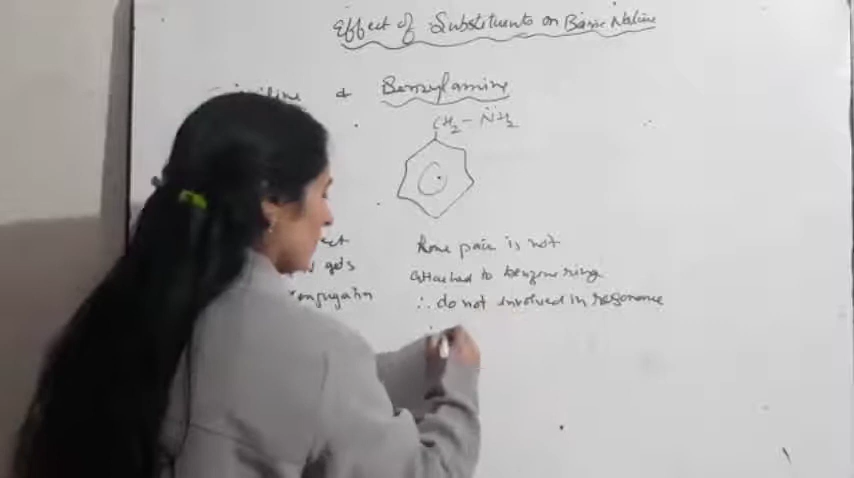 Effect of Substituents on Basic Nature
& Benzylamine
CH2 - NH2
lone pair is not
gets attached to benzene ring
∴ do not involved in resonance